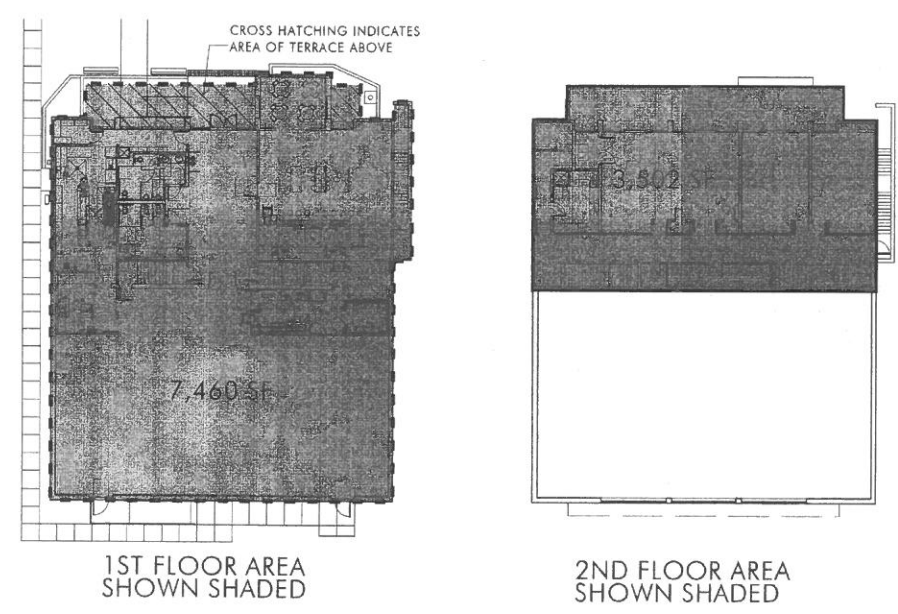 CROSS HATCHING INDICATES
AREA OF TERRACE ABOVE
7,460 SF
3,502 SF
1ST FLOOR AREA
SHOWN SHADED
2ND FLOOR AREA
SHOWN SHADED